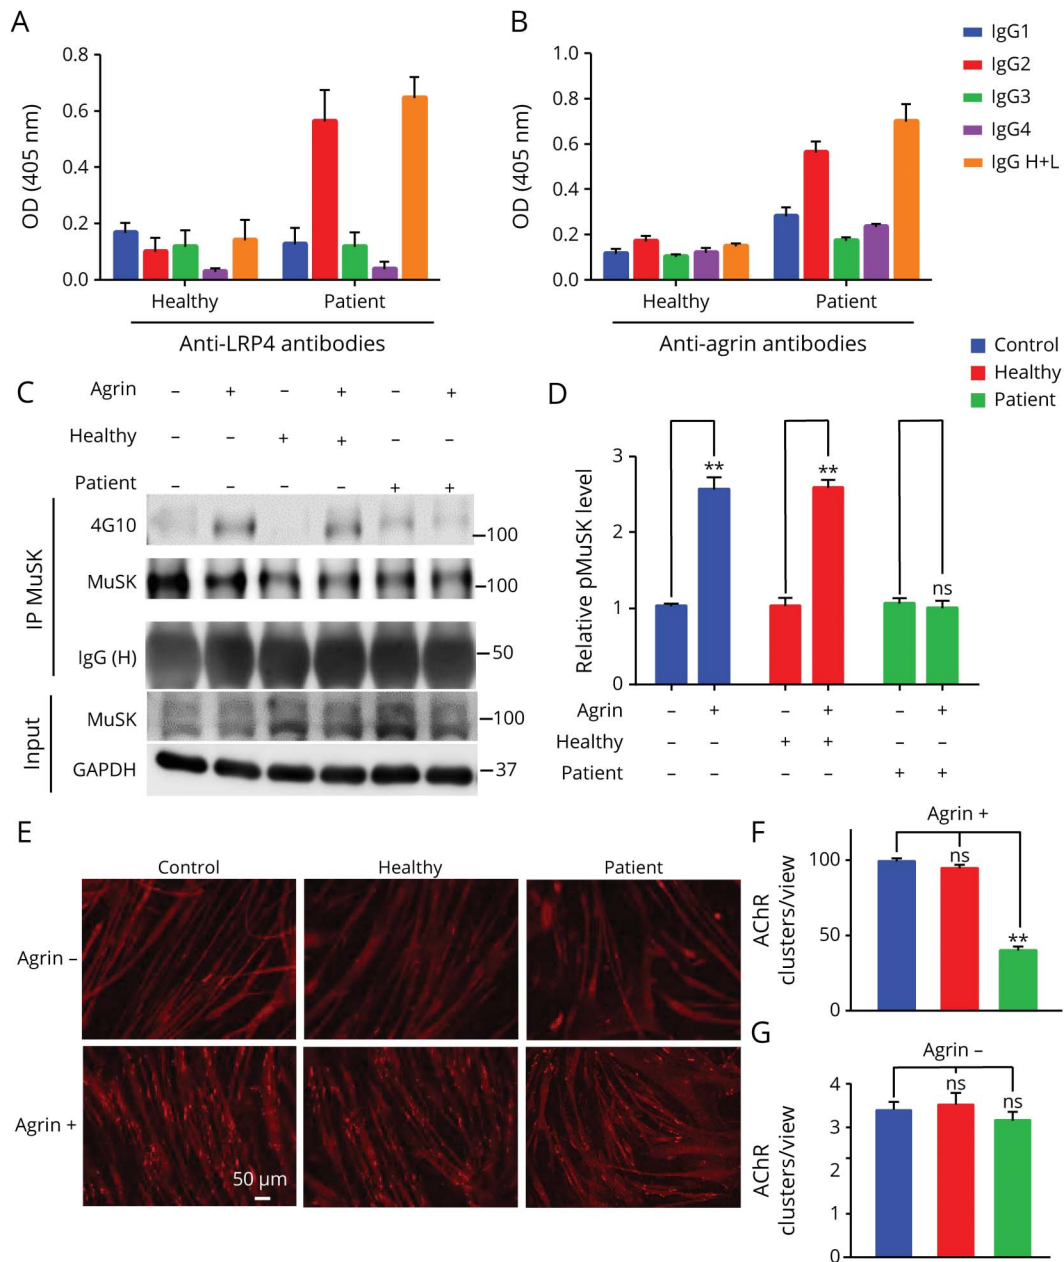 A
OD (405 nm)
0.8
0.6
0.4
0.2
0.0
Healthy Patient
Anti-LRP4 antibodies
B
OD (405 nm)
1.0
0.8
0.6
0.4
0.2
0.0
Healthy Patient
Anti-agrin antibodies
IgG1
IgG2
IgG3
IgG4
IgG H+L
C
Agrin – + – + – +
Healthy – – + + – –
Patient – – – – + +
IP MuSK
4G10 –100
MuSK –100
IgG (H) –50
Input
MuSK –100
GAPDH –37
D
Control
Healthy
Patient
Relative pMuSK level
3
2
1
0
** ** ns
Agrin – + – + – +
Healthy – – + + – –
Patient – – – – + +
E
Control Healthy Patient
Agrin –
Agrin +
50 µm
F
Agrin +
AChR
clusters/view
100
50
0
ns
**
G
Agrin –
AChR
clusters/view
4
3
2
1
0
ns
ns